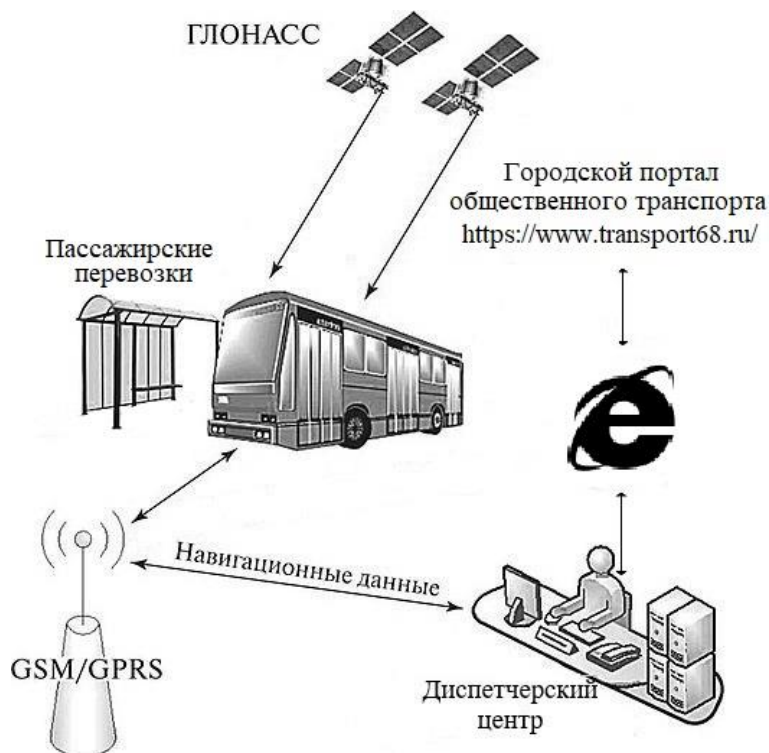 ГЛОНАСС
Городской портал
общественного транспорта
https://www.transport68.ru/
Пассажирские
перевозки
Навигационные данные
GSM/GPRS
Диспетчерский
центр